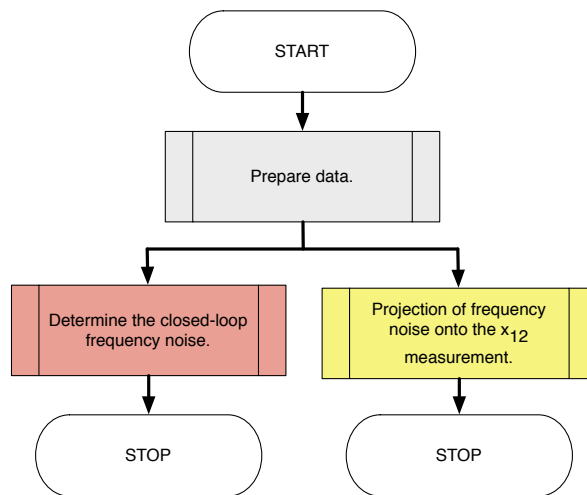 START
Prepare data.
Determine the closed-loop
frequency noise.
Projection of frequency
noise onto the x12
measurement.
STOP
STOP